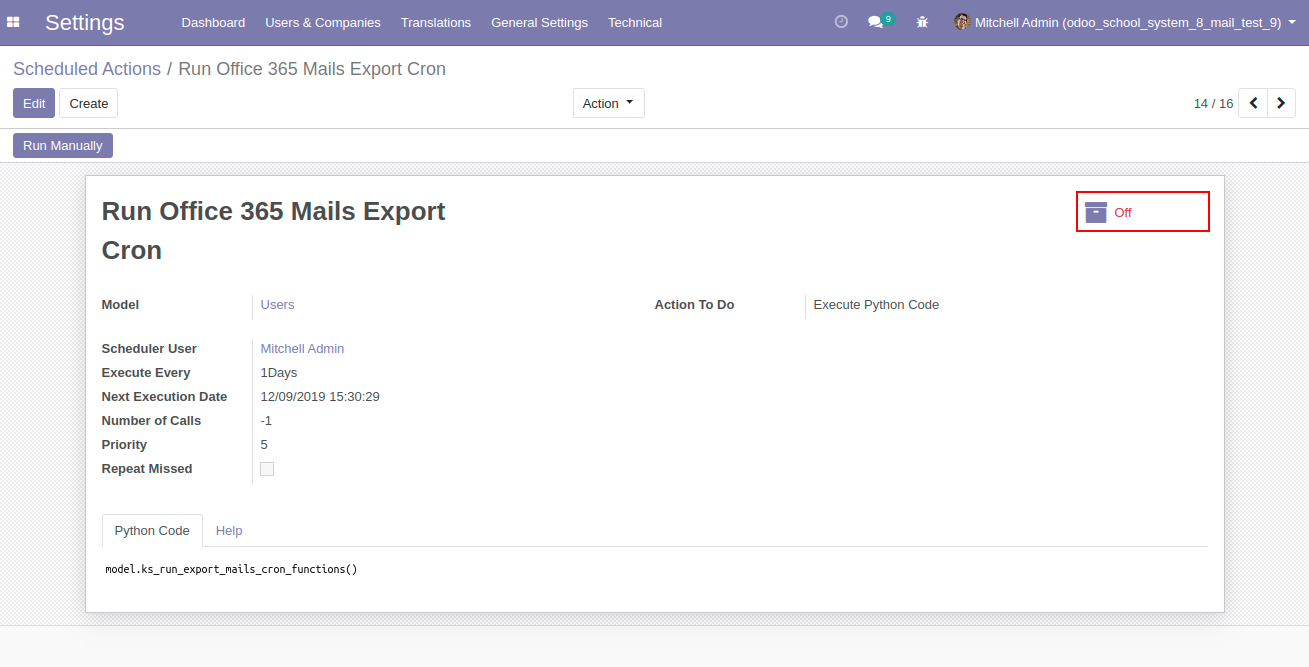 Settings Dashboard Users & Companies Translations General Settings Technical 9 Mitchell Admin (odoo_school_system_8_mail_test_9)
Scheduled Actions / Run Office 365 Mails Export Cron
Edit Create Action 14 / 16
Run Manually
Run Office 365 Mails Export
Cron
Off
Model Users Action To Do Execute Python Code
Scheduler User Mitchell Admin
Execute Every 1Days
Next Execution Date 12/09/2019 15:30:29
Number of Calls -1
Priority 5
Repeat Missed
Python Code Help
model.ks_run_export_mails_cron_functions()